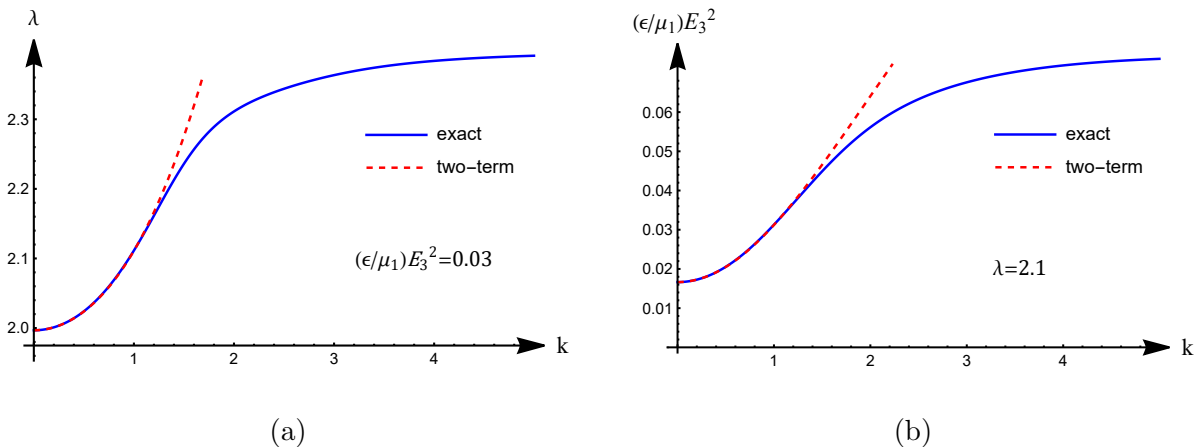 λ
2.3
2.2
2.1
2.0
1 2 3 4 k
exact
two-term
(ϵ/μ₁)E₃²=0.03
(a)
(ϵ/μ₁)E₃²
0.06
0.05
0.04
0.03
0.02
0.01
1 2 3 4 k
exact
two-term
λ=2.1
(b)